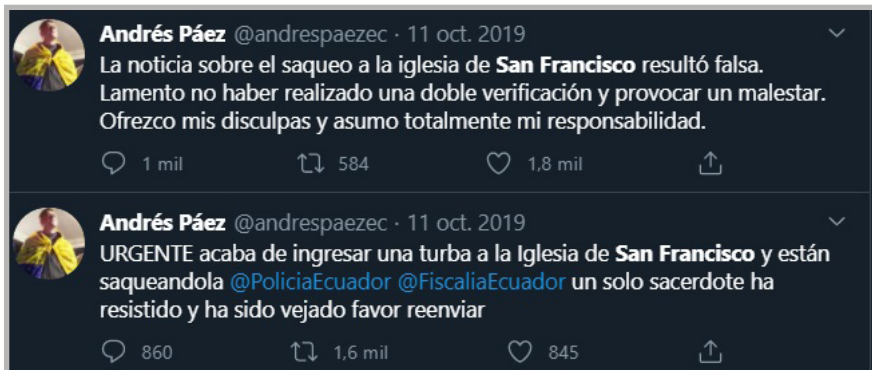 Andrés Páez @andrespaezec · 11 oct. 2019
La noticia sobre el saqueo a la iglesia de San Francisco resultó falsa.
Lamento no haber realizado una doble verificación y provocar un malestar.
Ofrezco mis disculpas y asumo totalmente mi responsabilidad.
1 mil 584 1,8 mil
Andrés Páez @andrespaezec · 11 oct. 2019
URGENTE acaba de ingresar una turba a la Iglesia de San Francisco y están
saqueandola @PoliciaEcuador @FiscaliaEcuador un solo sacerdote ha
resistido y ha sido vejado favor reenviar
860 1,6 mil 845